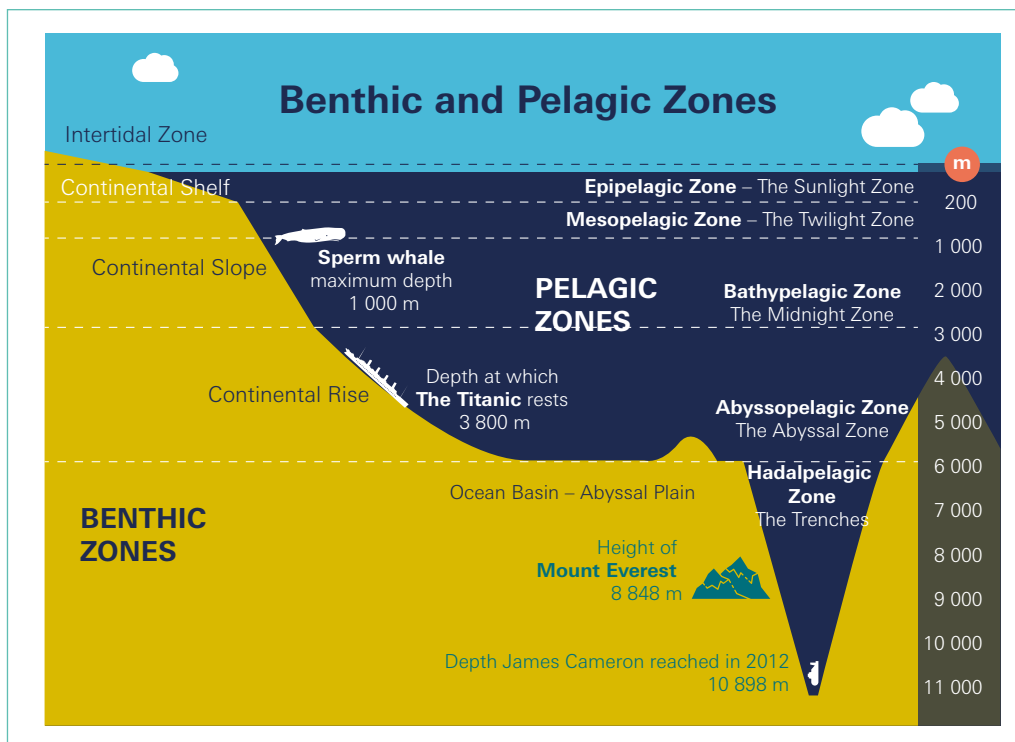 Benthic and Pelagic Zones
Intertidal Zone
m
Continental Shelf
Epipelagic Zone – The Sunlight Zone
200
Mesopelagic Zone – The Twilight Zone
1 000
Continental Slope
Sperm whale
maximum depth
1 000 m
PELAGIC
ZONES
Bathypelagic Zone
The Midnight Zone
2 000
3 000
Continental Rise
Depth at which
The Titanic rests
3 800 m
4 000
Abyssopelagic Zone
The Abyssal Zone
5 000
6 000
Ocean Basin – Abyssal Plain
Hadalpelagic
Zone
The Trenches
7 000
BENTHIC
ZONES
Height of
Mount Everest
8 848 m
8 000
9 000
10 000
Depth James Cameron reached in 2012
10 898 m
11 000